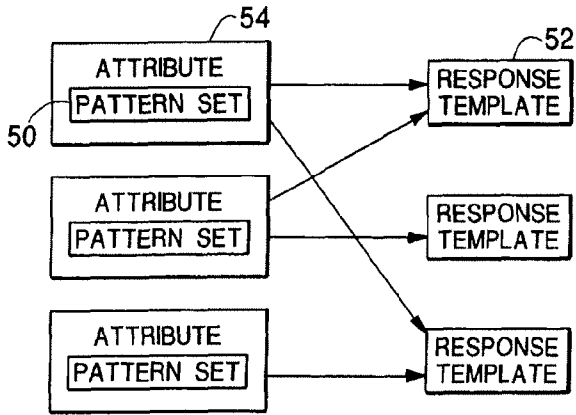 54
52
ATTRIBUTE
PATTERN SET
50
RESPONSE
TEMPLATE
ATTRIBUTE
PATTERN SET
RESPONSE
TEMPLATE
ATTRIBUTE
PATTERN SET
RESPONSE
TEMPLATE